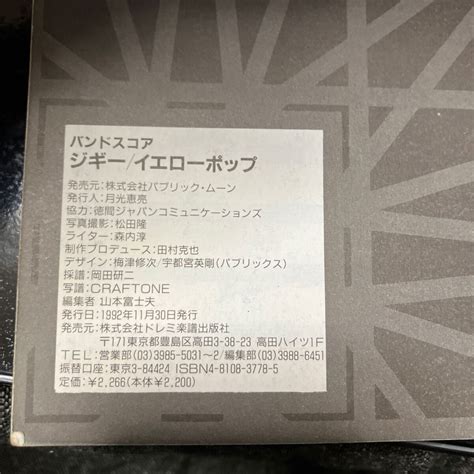 バンドスコア
ジギー/イエローポップ
発売元:株式会社パブリック・ムーン
発行人:月光恵亮
協力:徳間ジャパンコミュニケーションズ
写真撮影:松田隆
ライター:森内淳
制作プロデュース:田村克也
デザイン:梅津修次/宇都宮英剛(パブリックス)
採譜:岡田研二
写譜:CRAFTONE
編集者 山本富士夫
発行日:1992年11月30日発行
発売元:株式会社ドレミ楽譜出版社
〒171東京都豊島区高田3-38-23 高田ハイツ1F
TEL:営業部(03)3985-5031~2/編集部(03)3988-6451
振替口座:東京3-84424 ISBN4-8108-3778-5
定価:¥2,266(本体¥2,200)